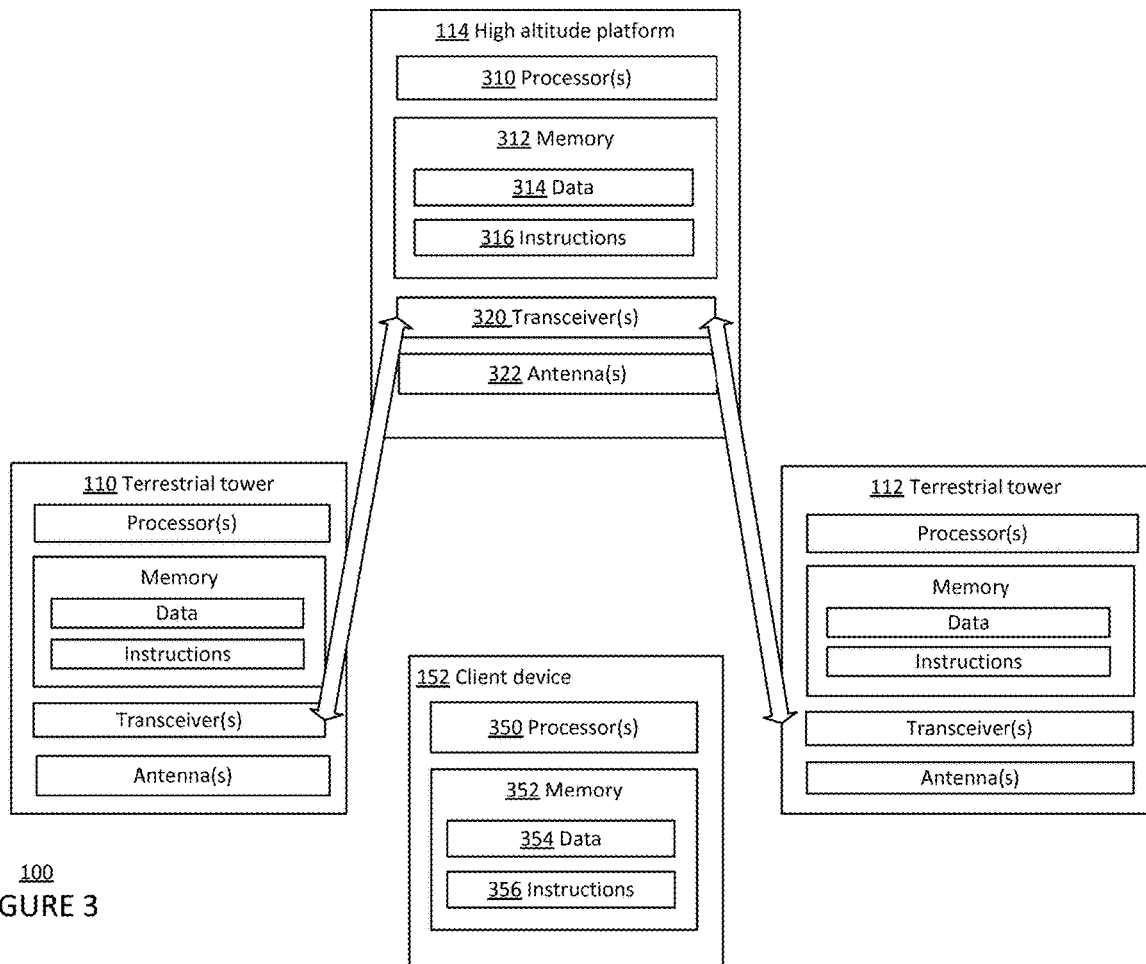 114 High altitude platform
310 Processor(s)
312 Memory
314 Data
316 Instructions
320 Transceiver(s)
322 Antenna(s)
110 Terrestrial tower
Processor(s)
Memory
Data
Instructions
Transceiver(s)
Antenna(s)
112 Terrestrial tower
Processor(s)
Memory
Data
Instructions
Transceiver(s)
Antenna(s)
152 Client device
350 Processor(s)
352 Memory
354 Data
356 Instructions
100
GURE 3